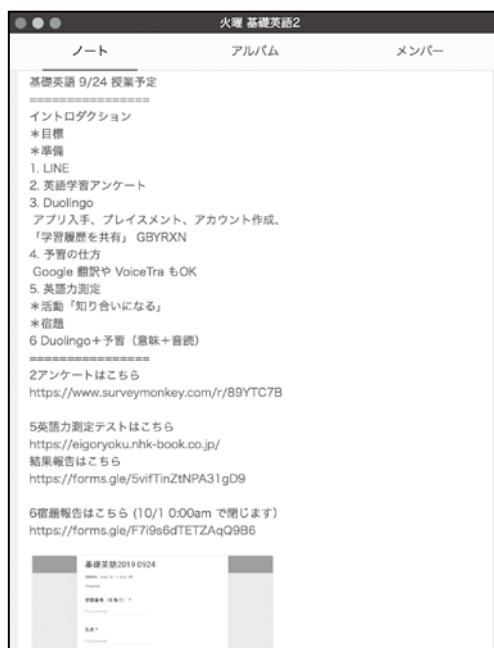 火曜 基礎英語2
ノート アルバム メンバー
基礎英語 9/24 授業予定
================
イントロダクション
＊目標
＊準備
1. LINE
2. 英語学習アンケート
3. Duolingo
アプリ入手、プレイスメント、アカウント作成、
「学習履歴を共有」 GBYRXN
4. 予習の仕方
Google 翻訳や VoiceTra もOK
5. 英語力測定
＊活動「知り合いになる」
＊宿題
6 Duolingo＋予習（意味＋音読）
================
2アンケートはこちら
https://www.surveymonkey.com/r/89YTC7B
5英語力測定テストはこちら
https://eigoryoku.nhk-book.co.jp/
結果報告はこちら
https://forms.gle/5vifTinZtNPA31gD9
6宿題報告はこちら (10/1 0:00am で閉じます）
https://forms.gle/F7i9s6dTETZAqQ9B6
基礎英語2019 0924
氏名 *